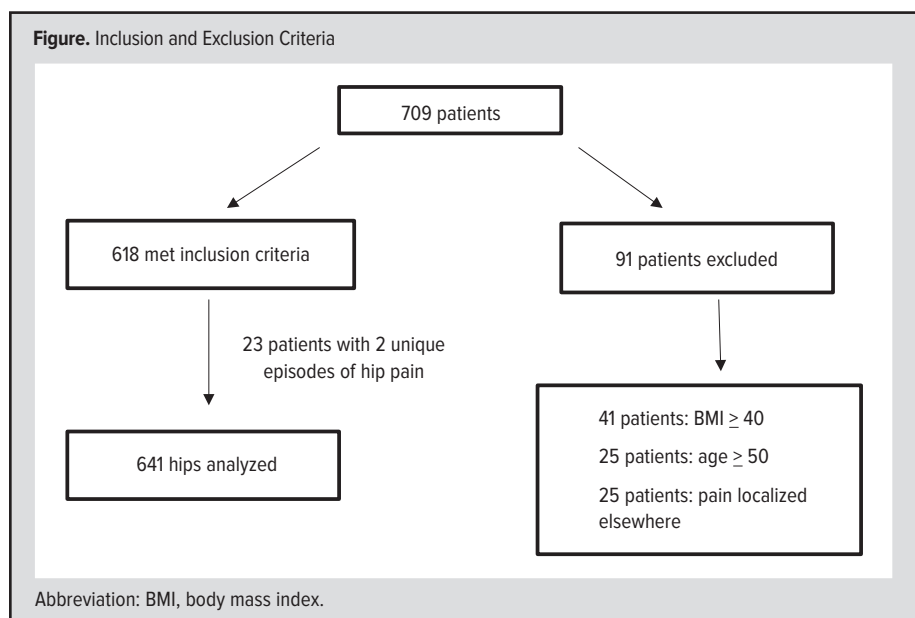 Figure. Inclusion and Exclusion Criteria
709 patients
618 met inclusion criteria
91 patients excluded
23 patients with 2 unique
episodes of hip pain
641 hips analyzed
41 patients: BMI ≥ 40
25 patients: age ≥ 50
25 patients: pain localized
elsewhere
Abbreviation: BMI, body mass index.